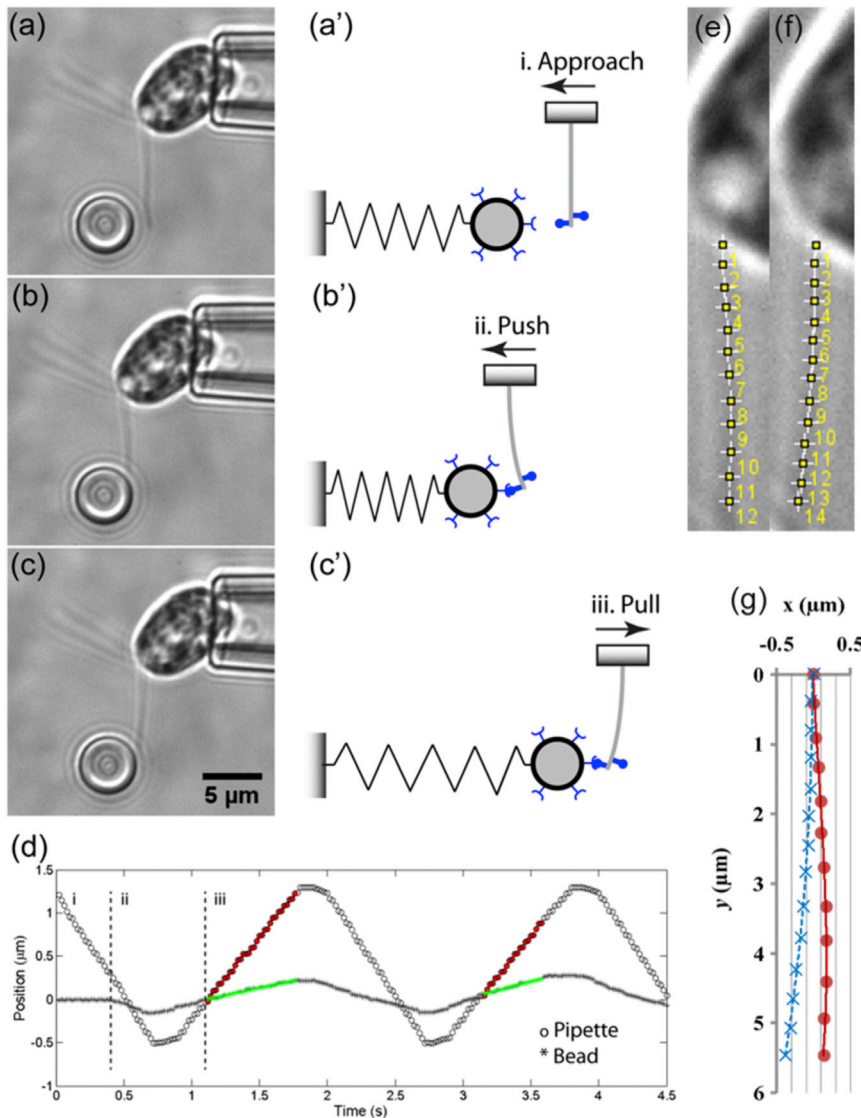 (a)
(a')
i. Approach
(b)
(b')
ii. Push
(c)
(c')
iii. Pull
5 µm
(d)
1.5
1
0.5
0
-0.5
-1
Position (µm)
i
ii
iii
o Pipette
* Bead
0 0.5 1 1.5 2 2.5 3 3.5 4 4.5
Time (s)
(e)
1
2
3
4
5
6
7
8
9
10
11
12
(f)
1
2
3
4
5
6
7
8
9
10
11
12
13
14
(g)
x (µm)
-0.5 0.5
0
1
2
3
4
5
6
y (µm)